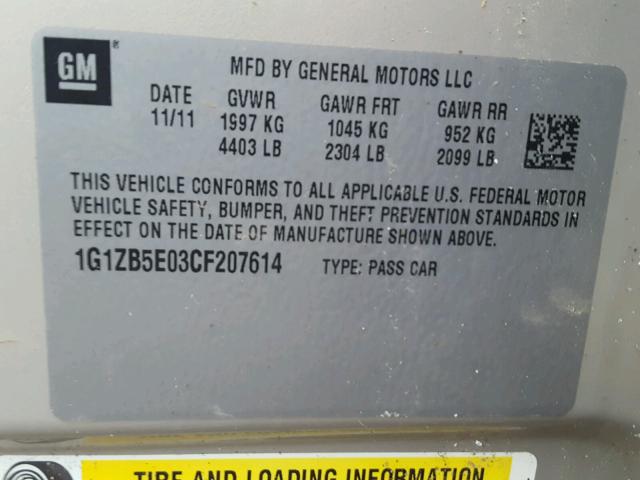 GM ®
MFD BY GENERAL MOTORS LLC
DATE GVWR GAWR FRT GAWR RR
11/11 1997 KG 1045 KG 952 KG
4403 LB 2304 LB 2099 LB
THIS VEHICLE CONFORMS TO ALL APPLICABLE U.S. FEDERAL MOTOR
VEHICLE SAFETY, BUMPER, AND THEFT PREVENTION STANDARDS IN
EFFECT ON THE DATE OF MANUFACTURE SHOWN ABOVE.
1G1ZB5E03CF207614 TYPE: PASS CAR
TIRE AND LOADING INFORMATION